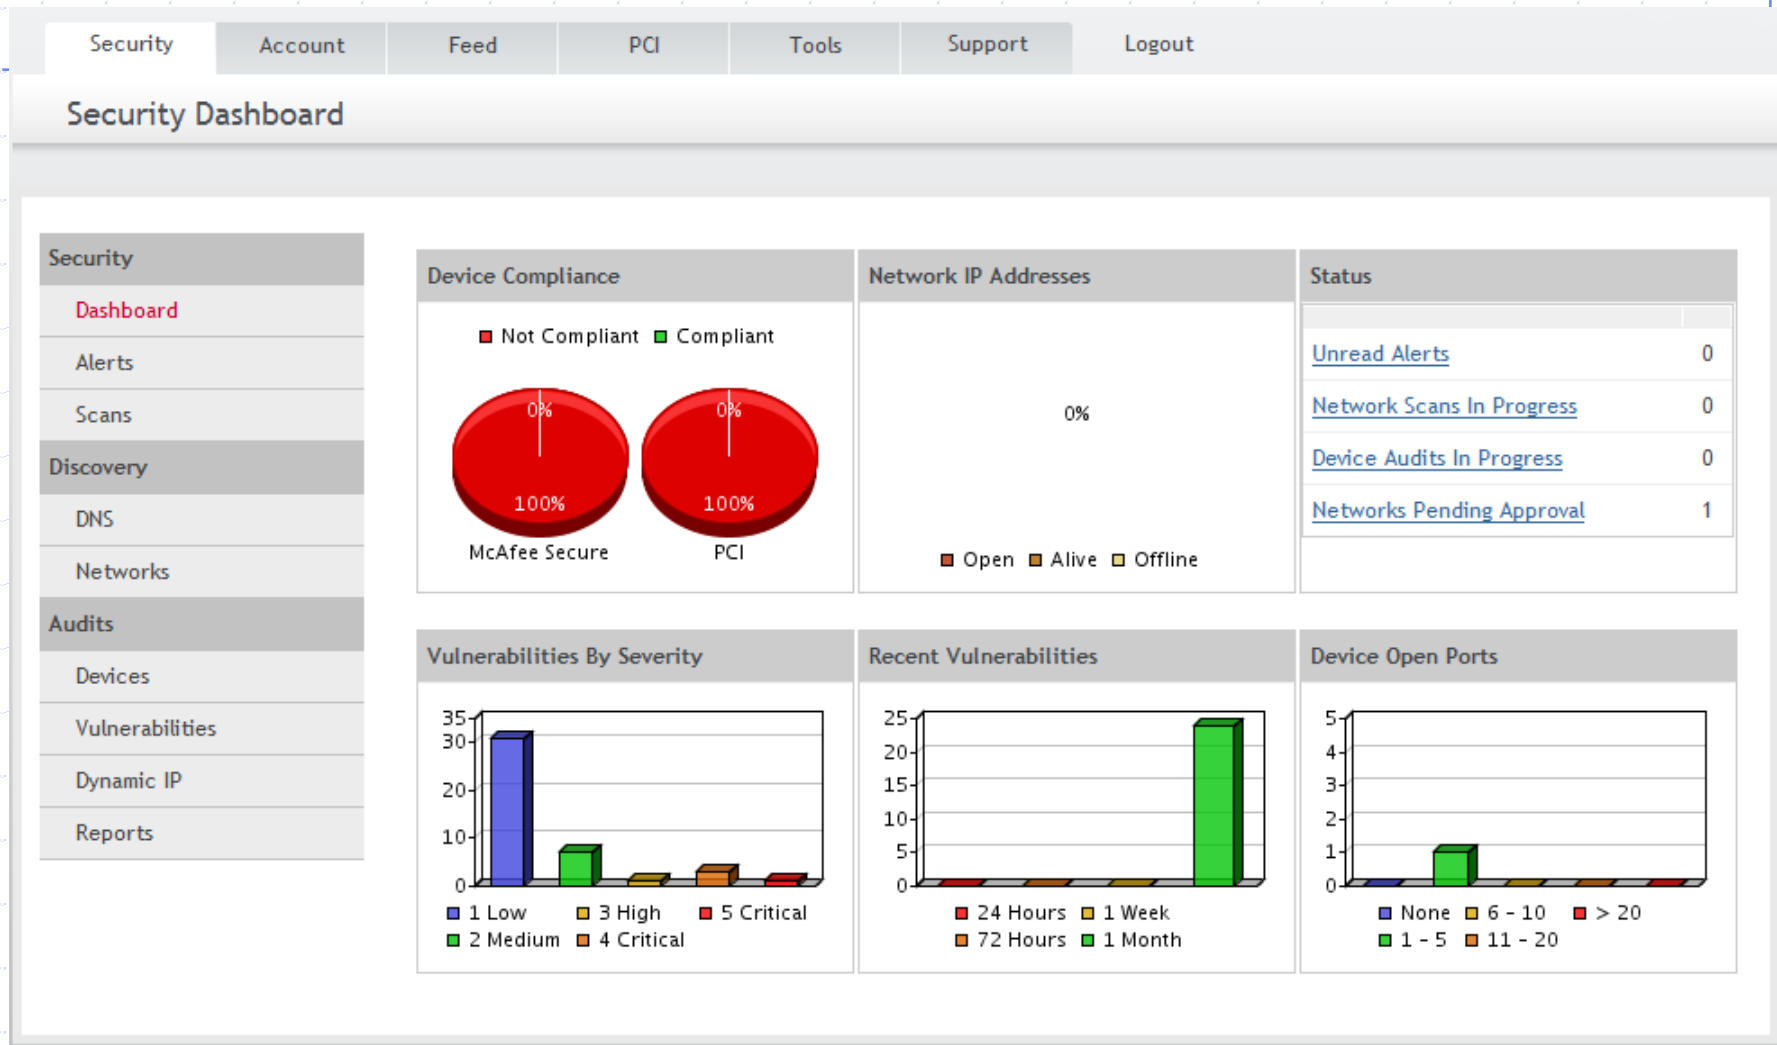 Security Account Feed PCI Tools Support Logout
Security Dashboard
Security
Dashboard
Alerts
Scans
Discovery
DNS
Networks
Audits
Devices
Vulnerabilities
Dynamic IP
Reports
Device Compliance
Not Compliant Compliant
0% 0%
100% 100%
McAfee Secure PCI
Network IP Addresses
0%
Open Alive Offline
Status
Unread Alerts 0
Network Scans In Progress 0
Device Audits In Progress 0
Networks Pending Approval 1
Vulnerabilities By Severity
35
30
20
10
0
1 Low 3 High 5 Critical
2 Medium 4 Critical
Recent Vulnerabilities
25
20
15
10
5
0
24 Hours 1 Week
72 Hours 1 Month
Device Open Ports
5
4
3
2
1
0
None 6 - 10 > 20
1 - 5 11 - 20